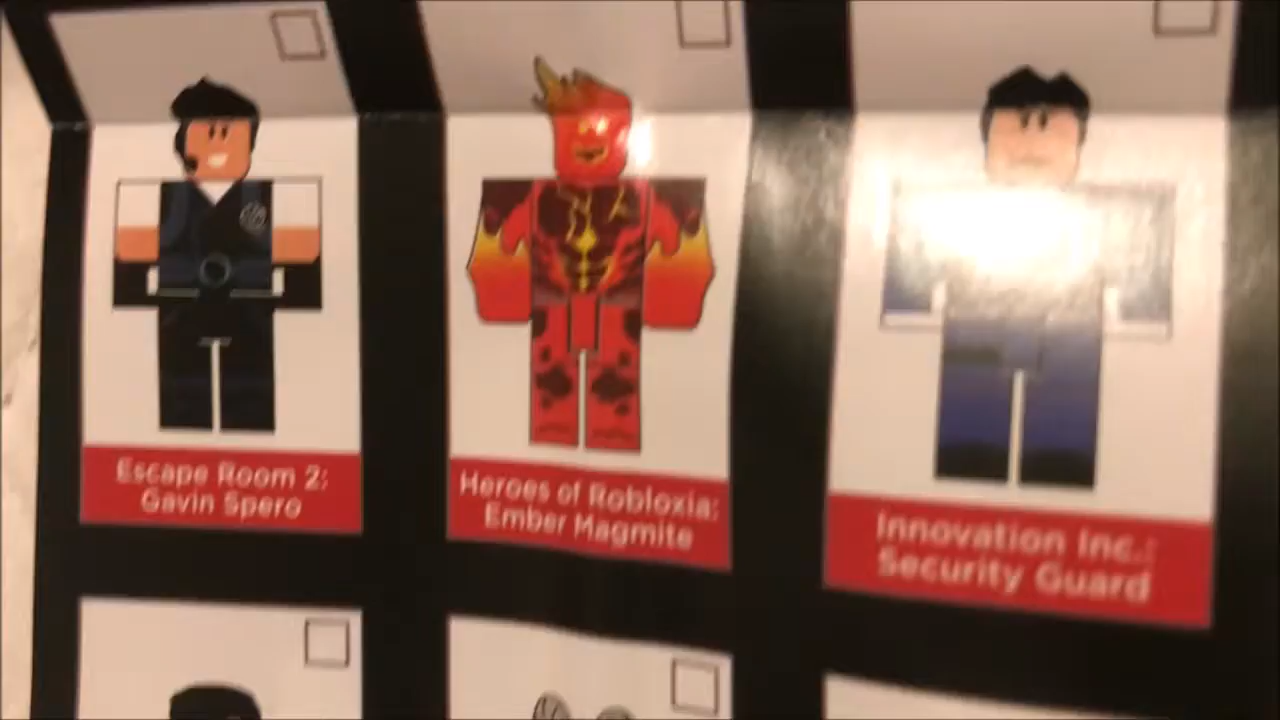 Escape Room 2:
Gavin Spero
Heroes of Robloxia:
Ember Magmite
Innovation Inc.:
Security Guard